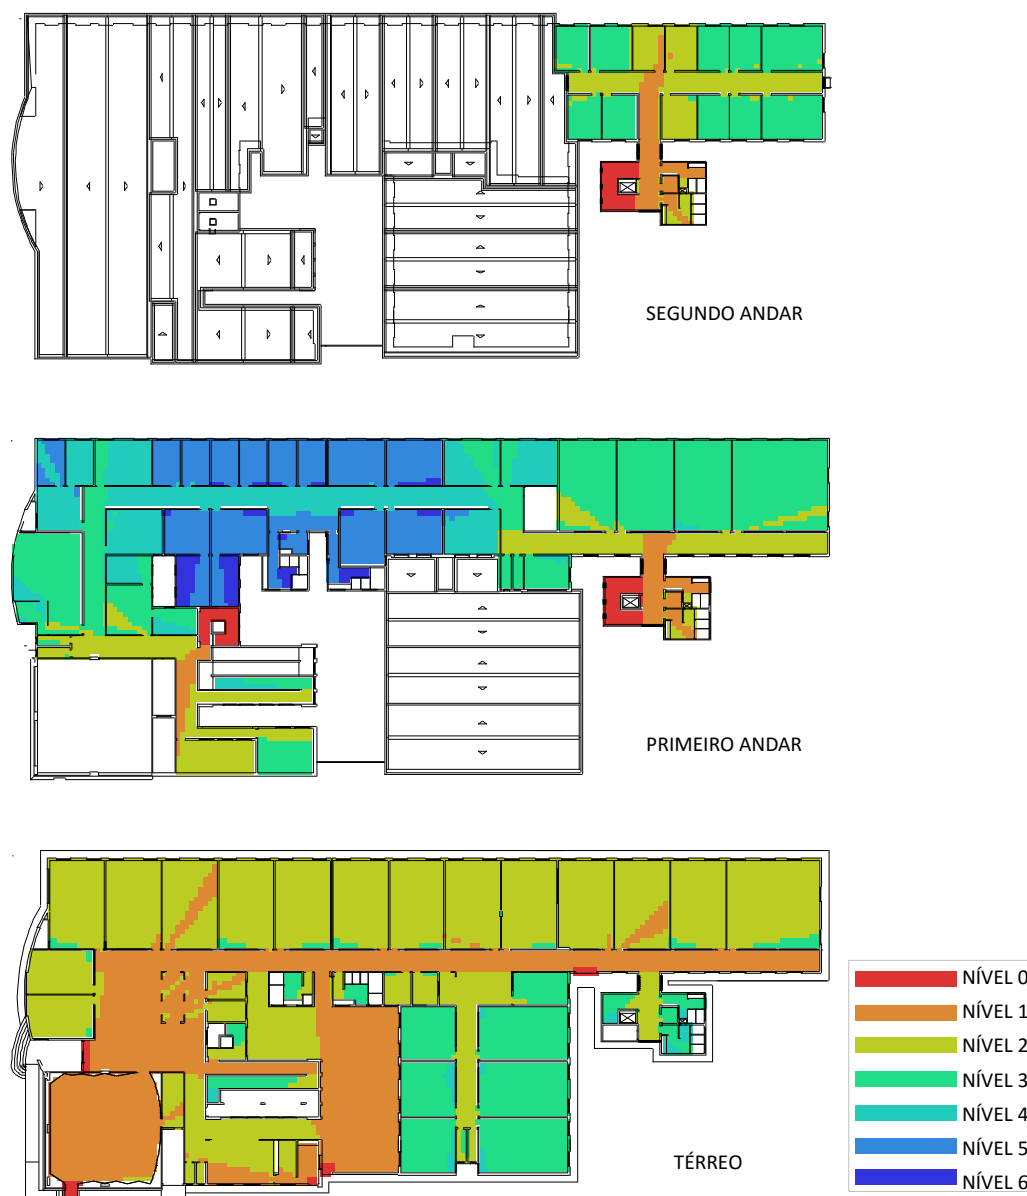 SEGUNDO ANDAR
PRIMEIRO ANDAR
TÉRREO
NÍVEL 0
NÍVEL 1
NÍVEL 2
NÍVEL 3
NÍVEL 4
NÍVEL 5
NÍVEL 6